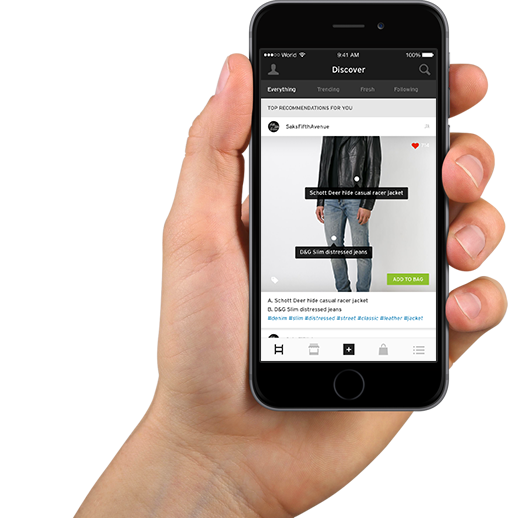 World 9:41 AM 100%
Discover
Everything Trending Fresh Following
TOP RECOMMENDATIONS FOR YOU
SaksFifthAvenue
Schott Deer hide casual racer jacket
D&G Slim distressed jeans
ADD TO BAG
A. Schott Deer hide casual racer jacket
B. D&G Slim distressed jeans
#denim #slim #distressed #street #classic #leather #jacket